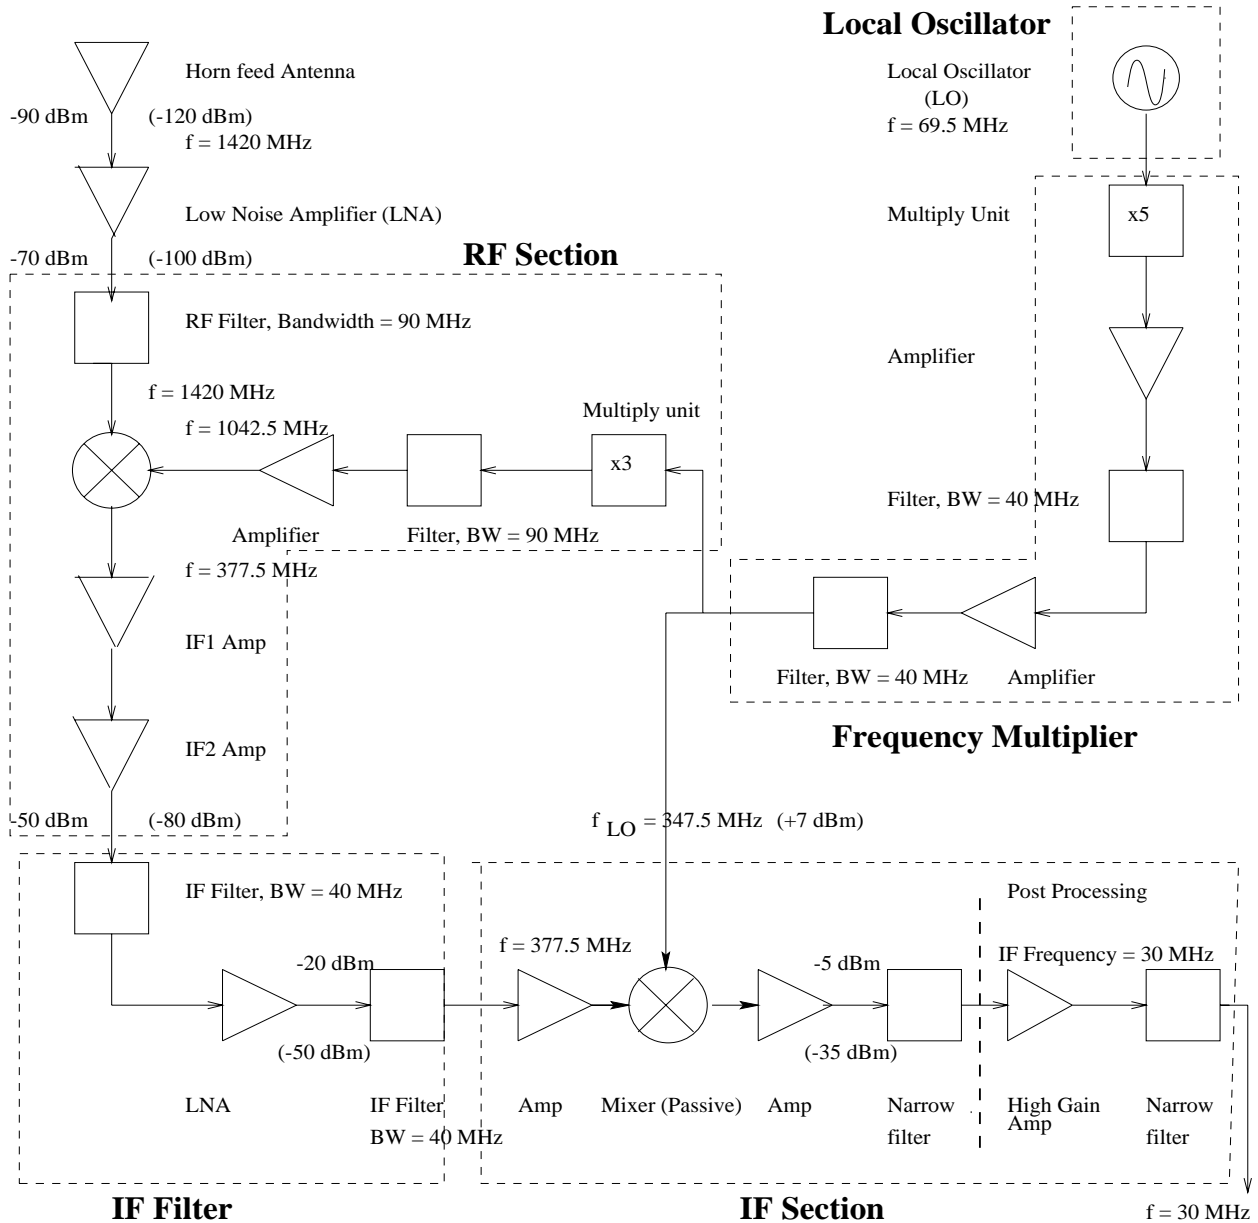 Local Oscillator
Horn feed Antenna
Local Oscillator
(LO)
f = 69.5 MHz
-90 dBm (-120 dBm)
f = 1420 MHz
Low Noise Amplifier (LNA)
Multiply Unit
x5
-70 dBm (-100 dBm)
RF Section
RF Filter, Bandwidth = 90 MHz
Amplifier
f = 1420 MHz
f = 1042.5 MHz
Multiply unit
x3
Filter, BW = 40 MHz
Amplifier
Filter, BW = 90 MHz
f = 377.5 MHz
IF1 Amp
Filter, BW = 40 MHz
Amplifier
IF2 Amp
Frequency Multiplier
-50 dBm (-80 dBm)
f LO = 347.5 MHz (+7 dBm)
IF Filter, BW = 40 MHz
Post Processing
f = 377.5 MHz
-20 dBm
-5 dBm
IF Frequency = 30 MHz
(-50 dBm)
(-35 dBm)
LNA
IF Filter
BW = 40 MHz
Amp
Mixer (Passive)
Amp
Narrow
filter
High Gain
Amp
Narrow
filter
IF Filter
IF Section
f = 30 MHz